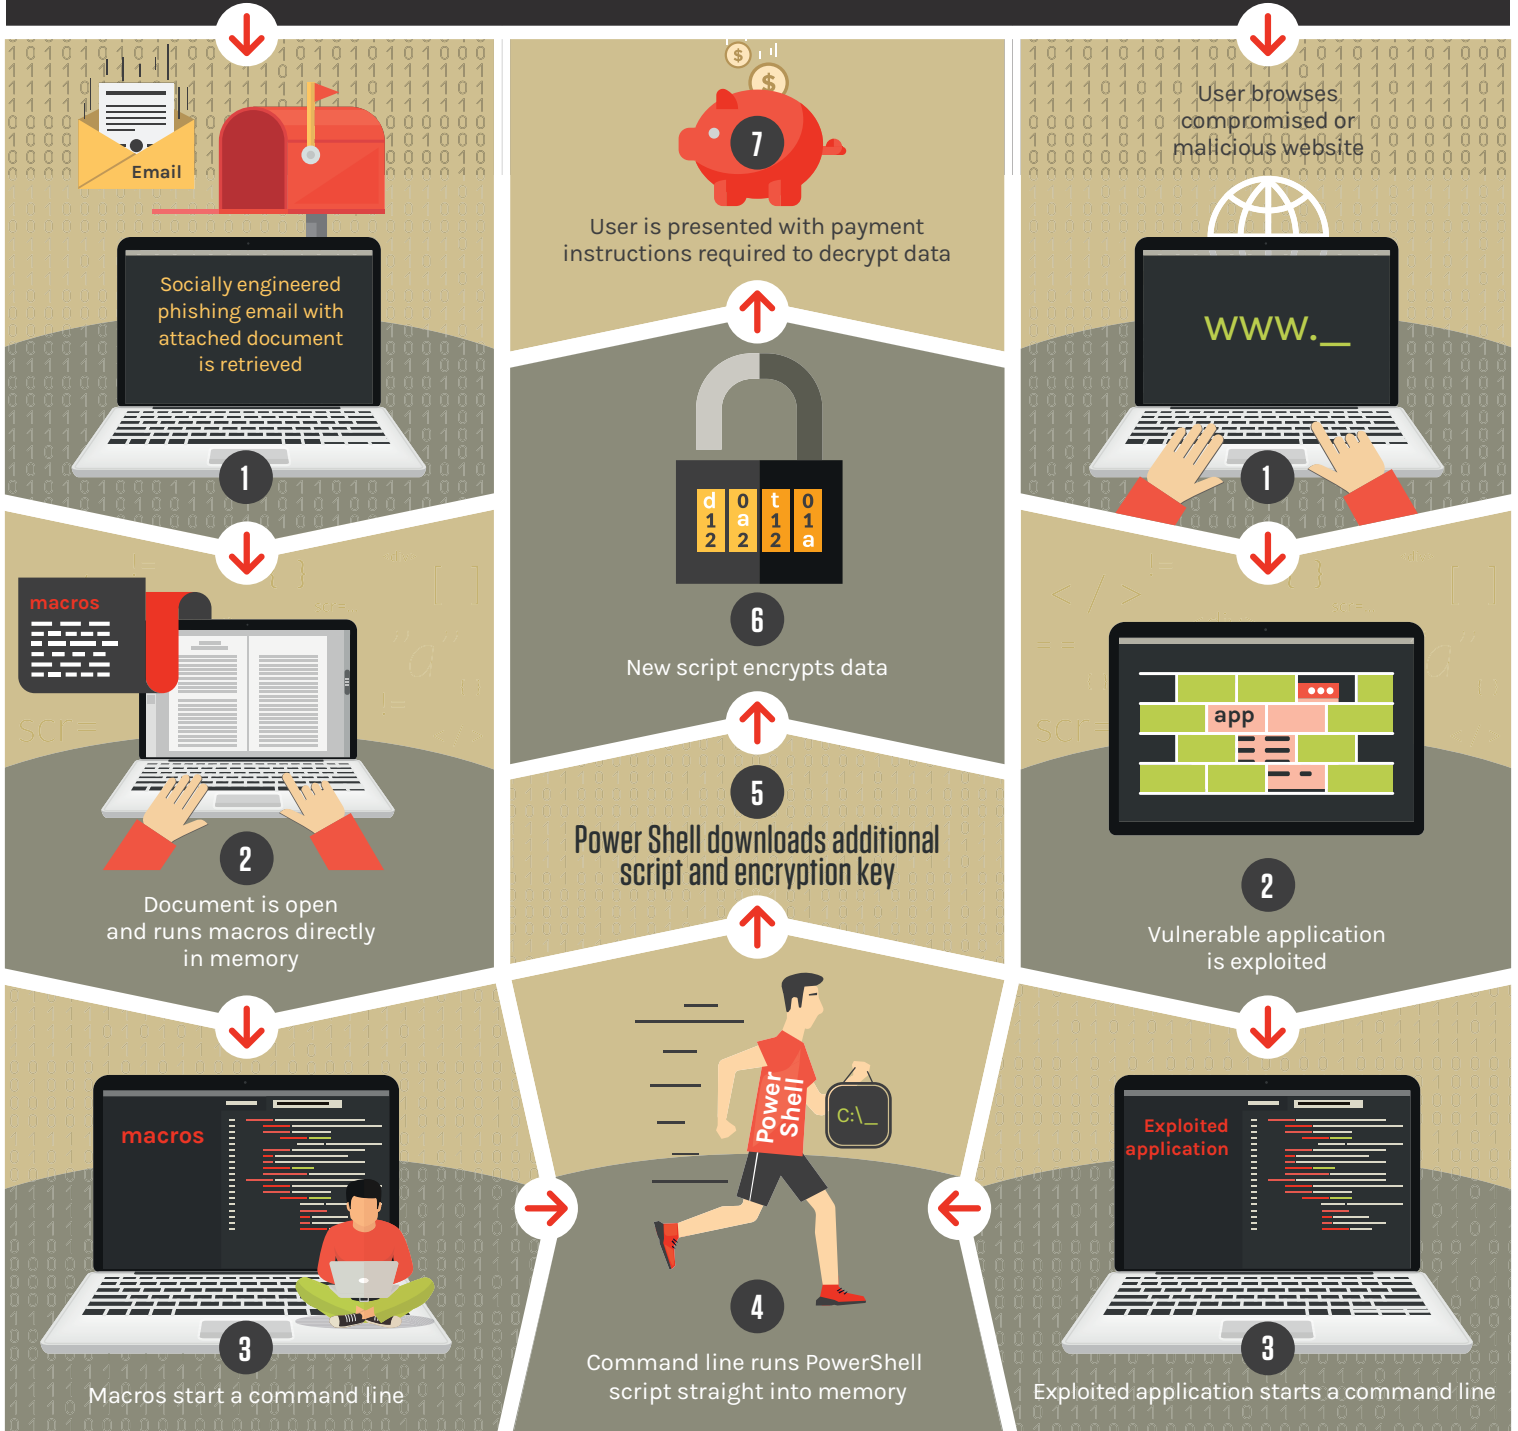 Email
Socially engineered
phishing email with
attached document
is retrieved
1
macros
2
Document is open
and runs macros directly
in memory
macros
3
Macros start a command line
User browses
compromised or
malicious website
www._
1
app
2
Vulnerable application
is exploited
Exploited
application
3
Exploited application starts a command line
Power
Shell
C:\_
4
Command line runs PowerShell
script straight into memory
5
Power Shell downloads additional
script and encryption key
d 0 t 0
1 a 1 1
2 2 2 a
6
New script encrypts data
$
$
7
User is presented with payment
instructions required to decrypt data